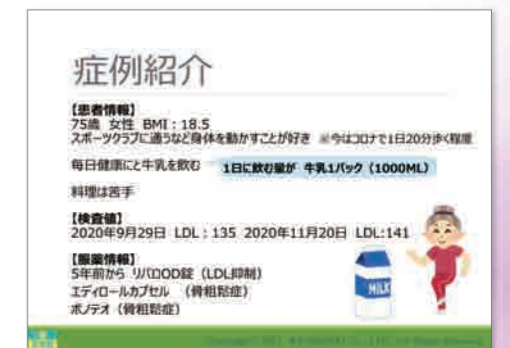 症例紹介
【患者情報】
75歳 女性 BMI：18.5
スポーツクラブに通うなど身体を動かすことが好き ※今はコロナで1日20分歩く程度
毎日健康にと牛乳を飲む 1日に飲む量が 牛乳1パック（1000ML）
料理は苦手
【検査値】
2020年9月29日 LDL：135 2020年11月20日 LDL:141
【服薬情報】
5年前から リバロOD錠（LDL抑制）
エディロールカプセル （骨粗鬆症）
ボノテオ（骨粗鬆症）
MILK